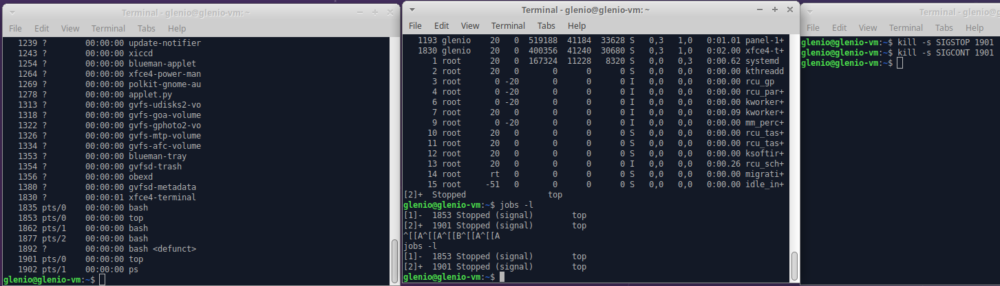 Terminal - glenio@glenio-vm: ~
File Edit View Terminal Tabs Help
1239 ? 00:00:00 update-notifier
1243 ? 00:00:00 xiccd
1254 ? 00:00:00 blueman-applet
1264 ? 00:00:00 xfce4-power-man
1269 ? 00:00:00 polkit-gnome-au
1278 ? 00:00:00 applet.py
1313 ? 00:00:00 gvfs-udisks2-vo
1318 ? 00:00:00 gvfs-goa-volume
1322 ? 00:00:00 gvfs-gphoto2-vo
1326 ? 00:00:00 gvfs-mtp-volume
1334 ? 00:00:00 gvfs-afc-volume
1353 ? 00:00:00 blueman-tray
1354 ? 00:00:00 gvfsd-trash
1356 ? 00:00:00 obexd
1380 ? 00:00:00 gvfsd-metadata
1830 ? 00:00:01 xfce4-terminal
1835 pts/0 00:00:00 bash
1853 pts/0 00:00:00 top
1862 pts/1 00:00:00 bash
1877 pts/2 00:00:00 bash
1892 ? 00:00:00 bash <defunct>
1901 pts/0 00:00:00 top
1902 pts/1 00:00:00 ps
glenio@glenio-vm:~$
Terminal - glenio@glenio-vm: ~
File Edit View Terminal Tabs Help
1193 glenio 20 0 519188 41184 33628 S 0,3 1,0 0:01.01 panel-1+
1830 glenio 20 0 400356 41240 30680 S 0,3 1,0 0:02.00 xfce4-t+
1 root 20 0 167324 11228 8320 S 0,0 0,3 0:00.62 systemd
2 root 20 0 0 0 0 S 0,0 0,0 0:00.00 kthreadd
3 root 0 -20 0 0 0 I 0,0 0,0 0:00.00 rcu_gp
4 root 0 -20 0 0 0 I 0,0 0,0 0:00.00 rcu_par+
6 root 0 -20 0 0 0 I 0,0 0,0 0:00.00 kworker+
7 root 20 0 0 0 0 I 0,0 0,0 0:00.09 kworker+
9 root 0 -20 0 0 0 I 0,0 0,0 0:00.00 mm_perc+
10 root 20 0 0 0 0 S 0,0 0,0 0:00.00 rcu_tas+
11 root 20 0 0 0 0 S 0,0 0,0 0:00.00 rcu_tas+
12 root 20 0 0 0 0 S 0,0 0,0 0:00.00 ksoftir+
13 root 20 0 0 0 0 I 0,0 0,0 0:00.26 rcu_sch+
14 root rt 0 0 0 0 S 0,0 0,0 0:00.00 migrati+
15 root -51 0 0 0 0 S 0,0 0,0 0:00.00 idle_in+
[2]+ Stopped top
glenio@glenio-vm:~$ jobs -l
[1]- 1853 Stopped (signal) top
[2]+ 1901 Stopped (signal) top
^[[A^[[A^[[B^[[A^[[A
jobs -l
[1]- 1853 Stopped (signal) top
[2]+ 1901 Stopped (signal) top
glenio@glenio-vm:~$
Terminal - glenio@glenio
File Edit View Terminal Tabs Help
glenio@glenio-vm:~$ kill -s SIGSTOP 1901
glenio@glenio-vm:~$ kill -s SIGCONT 1901
glenio@glenio-vm:~$